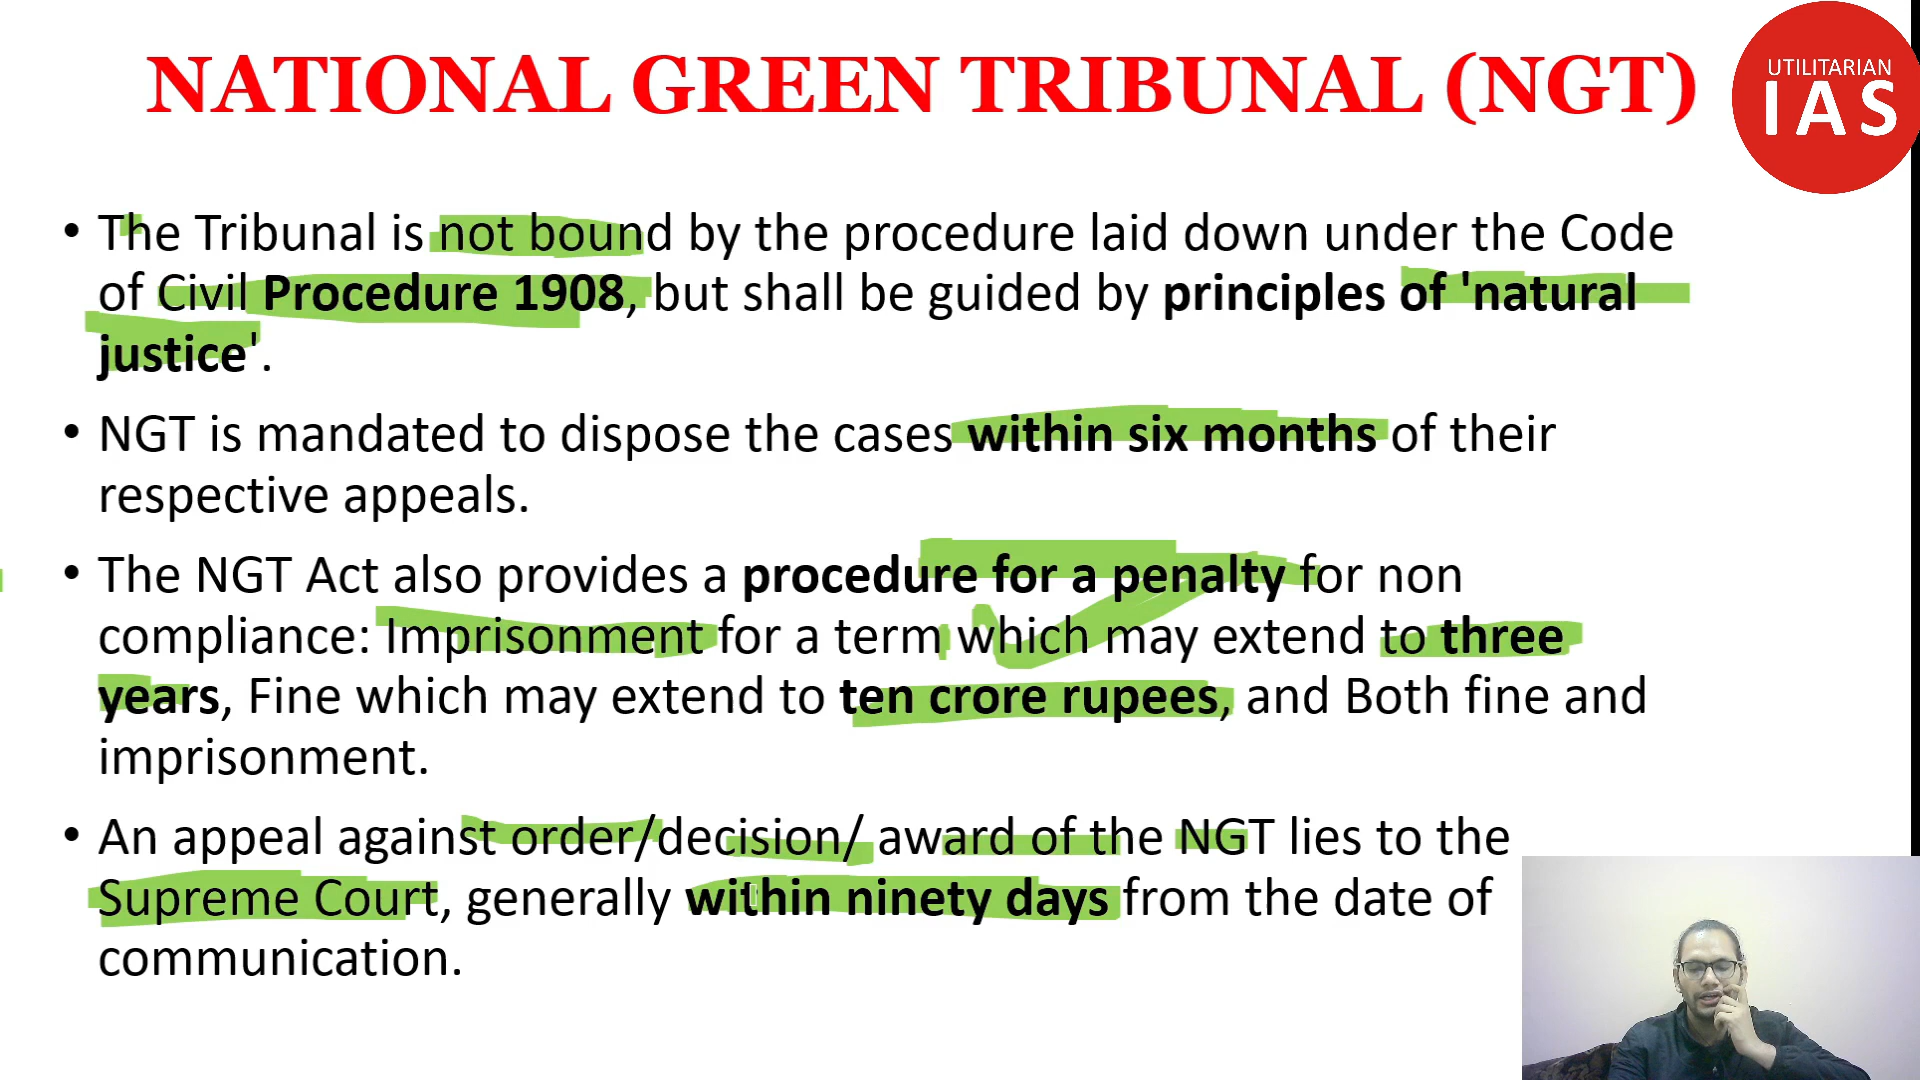 NATIONAL GREEN TRIBUNAL (NGT)
UTILITARIAN
IAS
• The Tribunal is not bound by the procedure laid down under the Code
of Civil Procedure 1908, but shall be guided by principles of 'natural
justice'.
• NGT is mandated to dispose the cases within six months of their
respective appeals.
• The NGT Act also provides a procedure for a penalty for non
compliance: Imprisonment for a term which may extend to three
years, Fine which may extend to ten crore rupees, and Both fine and
imprisonment.
• An appeal against order/decision/ award of the NGT lies to the
Supreme Court, generally within ninety days from the date of
communication.